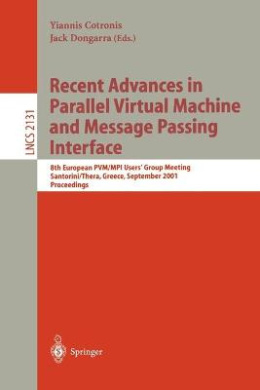 Yiannis Cotronis
Jack Dongarra (Eds.)
LNCS 2131
Recent Advances in
Parallel Virtual Machine
and Message Passing
Interface
8th European PVM/MPI Users' Group Meeting
Santorini/Thera, Greece, September 2001
Proceedings
Springer